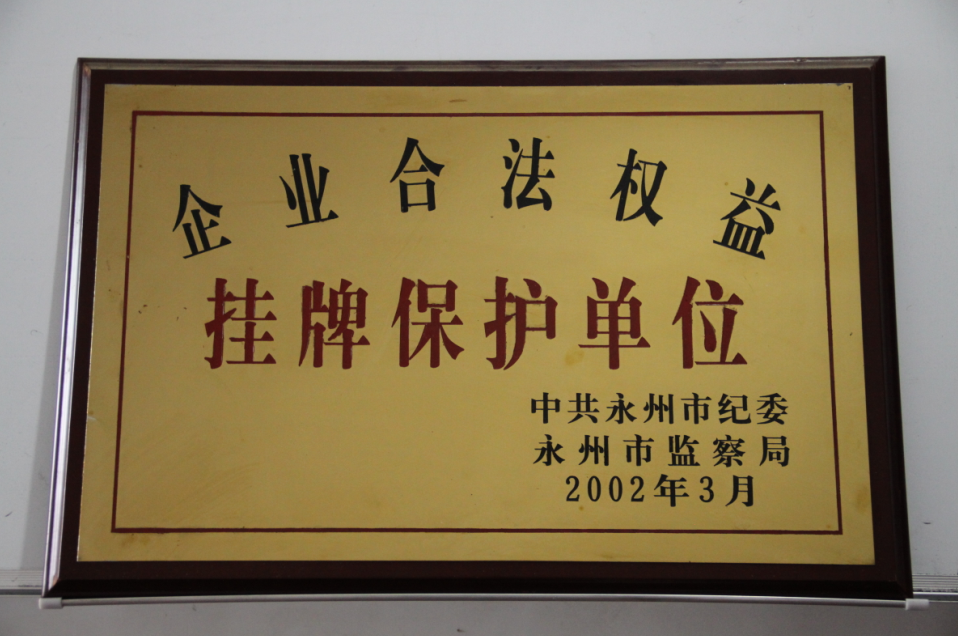 企业合法权益
挂牌保护单位
中共永州市纪委
永州市监察局
2002年3月